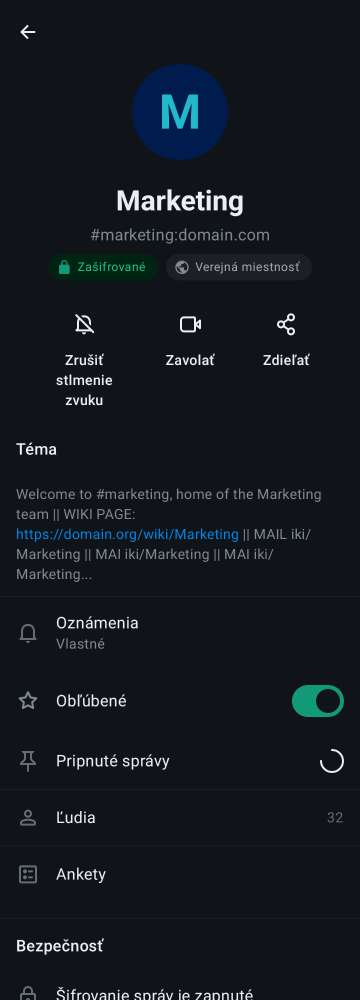 M
Marketing
#marketing:domain.com
Zašifrované
Verejná miestnosť
Zrušiť
stlmenie
zvuku
Zavolať
Zdieľať
Téma
Welcome to #marketing, home of the Marketing
team || WIKI PAGE:
https://domain.org/wiki/Marketing || MAIL iki/
Marketing || MAI iki/Marketing || MAI iki/
Marketing...
Oznámenia
Vlastné
Obľúbené
Pripnuté správy
Ľudia 32
Ankety
Bezpečnosť
Šifrovanie správ je zapnuté